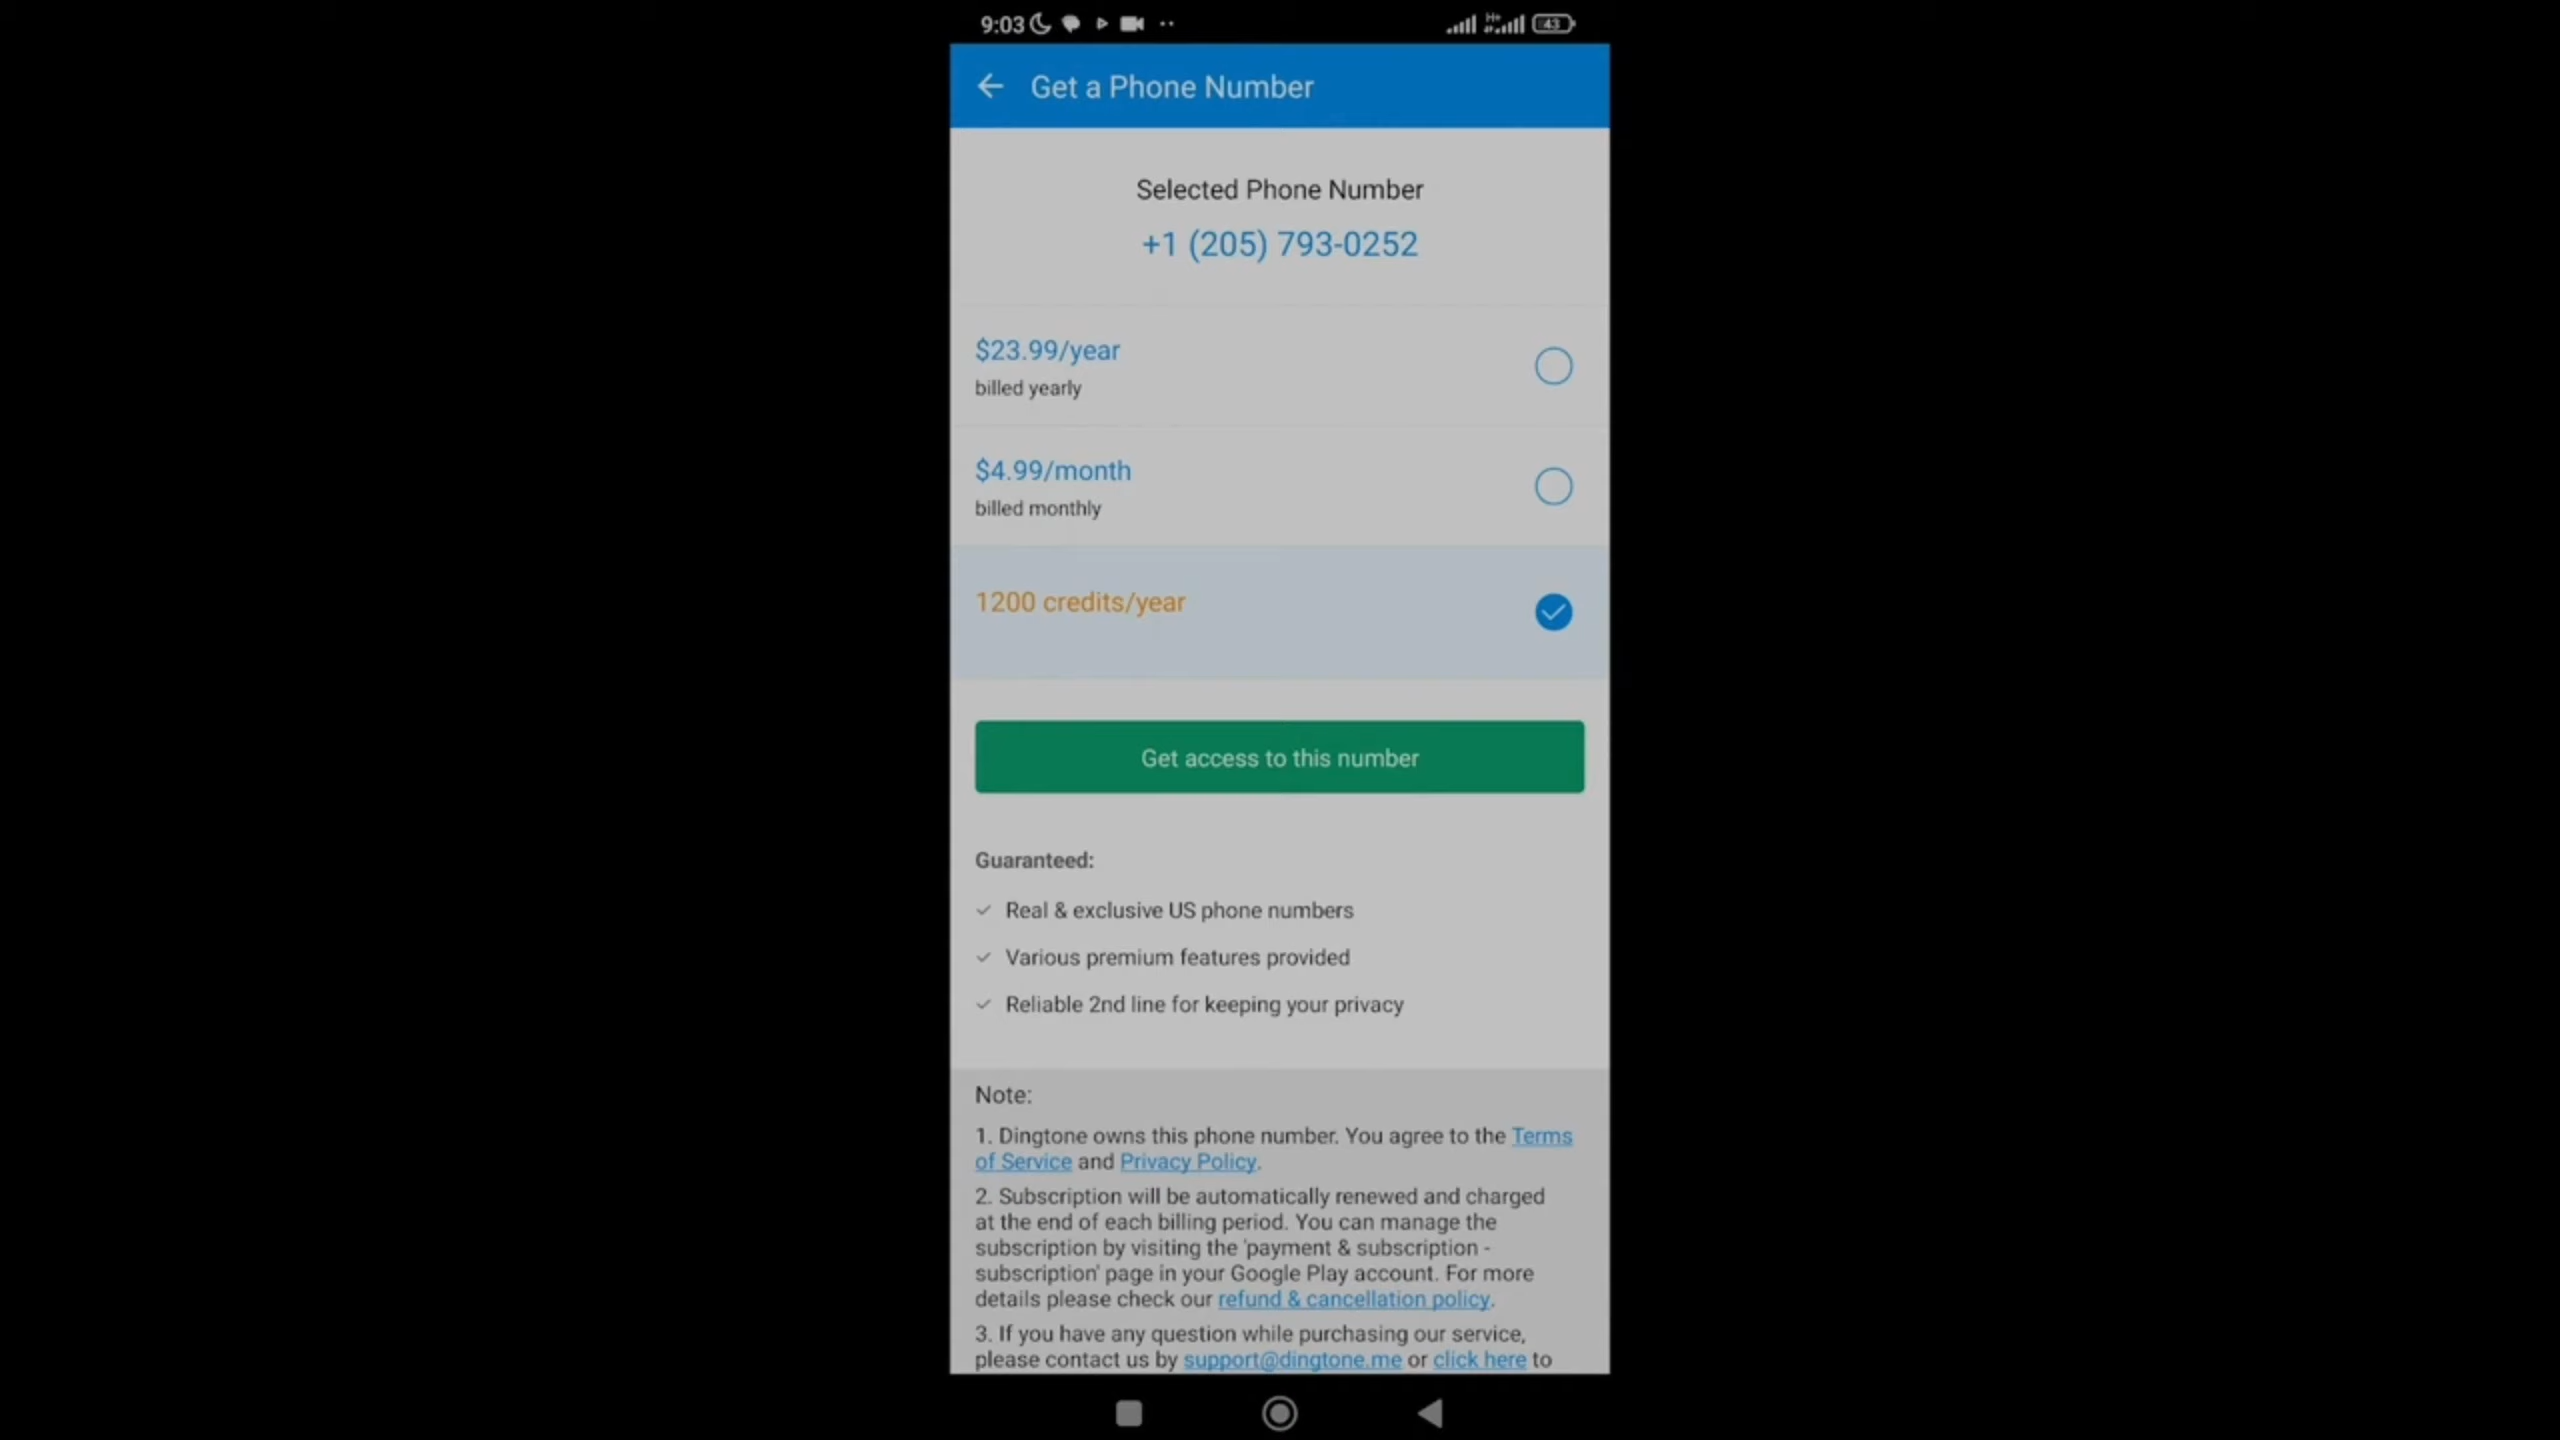 9:03
H+
43
Get a Phone Number
Selected Phone Number
+1 (205) 793-0252
$23.99/year
billed yearly
$4.99/month
billed monthly
1200 credits/year
Get access to this number
Guaranteed:
Real & exclusive US phone numbers
Various premium features provided
Reliable 2nd line for keeping your privacy
Note:
1. Dingtone owns this phone number. You agree to the Terms
of Service and Privacy Policy.
2. Subscription will be automatically renewed and charged
at the end of each billing period. You can manage the
subscription by visiting the 'payment & subscription -
subscription' page in your Google Play account. For more
details please check our refund & cancellation policy.
3. If you have any question while purchasing our service,
please contact us by support@dingtone.me or click here to